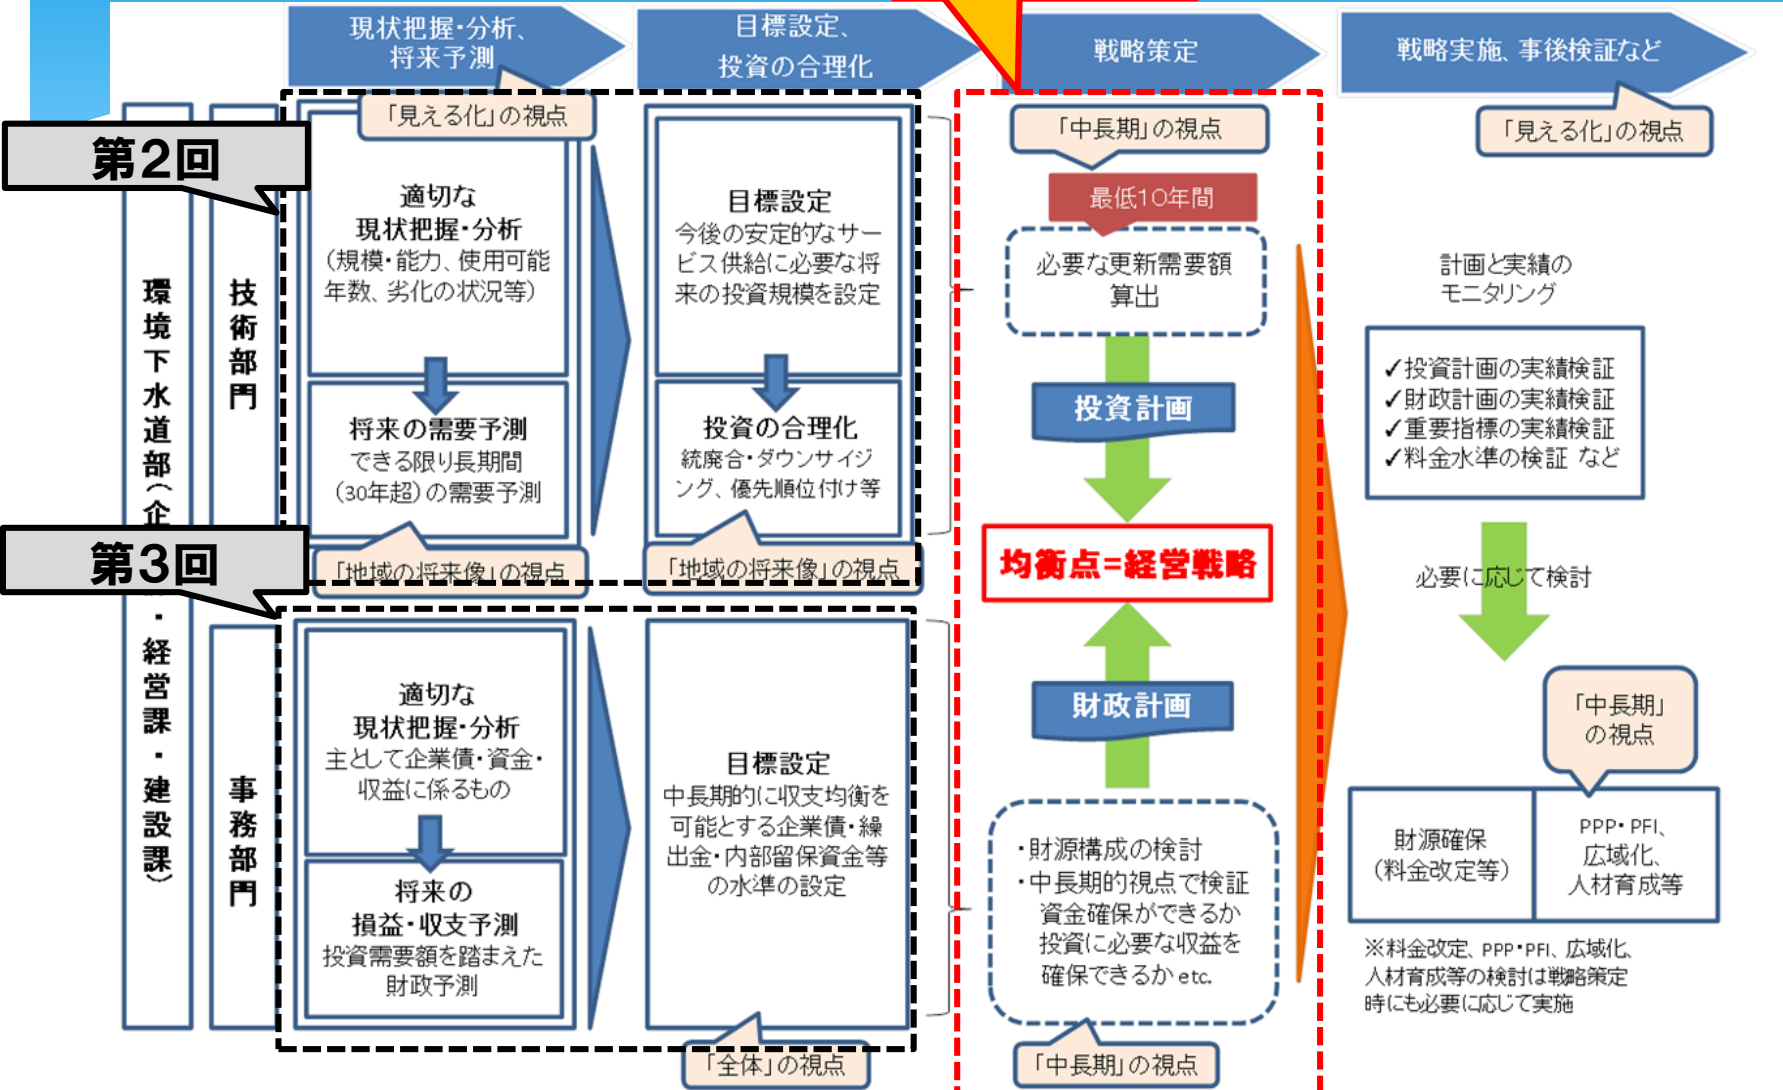 現状把握・分析、
将来予測
目標設定、
投資の合理化
戦略策定
戦略実施、事後検証など
「見える化」の視点
「中長期」の視点
「見える化」の視点
第2回
最低10年間
適切な
現状把握・分析
(規模・能力、使用可能
年数、劣化の状況等)
目標設定
今後の安定的なサー
ビス供給に必要な将
来の投資規模を設定
必要な更新需要額
算出
計画と実績の
モニタリング
環境下水道部(企
・経営課・建設課)
技術部門
✓投資計画の実績検証
✓財政計画の実績検証
✓重要指標の実績検証
✓料金水準の検証 など
投資計画
将来の需要予測
できる限り長期間
(30年超)の需要予測
投資の合理化
統廃合・ダウンサイジ
ング、優先順位付け等
第3回
「地域の将来像」の視点
「地域の将来像」の視点
均衡点=経営戦略
必要に応じて検討
事務部門
適切な
現状把握・分析
主として企業債・資金・
収益に係るもの
目標設定
中長期的に収支均衡を
可能とする企業債・繰
出金・内部留保資金等
の水準の設定
財政計画
「中長期」
の視点
将来の
損益・収支予測
投資需要額を踏まえた
財政予測
・財源構成の検討
・中長期的視点で検証
資金確保ができるか
投資に必要な収益を
確保できるか etc.
財源確保
(料金改定等)
PPP・PFI、
広域化、
人材育成等
※料金改定、PPP・PFI、広域化、
人材育成等の検討は戦略策定
時にも必要に応じて実施
「全体」の視点
「中長期」の視点